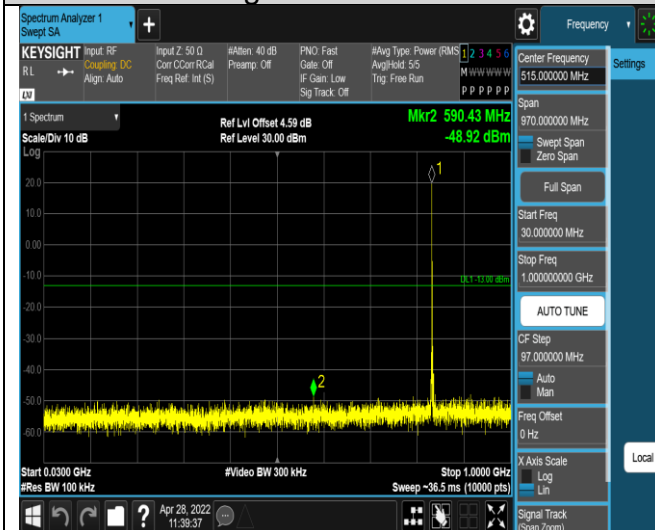 Spectrum Analyzer 1
Swept SA
Frequency
KEYSIGHT
RL
Input: RF
Coupling: DC
Align: Auto
Input Z: 50 Ω
Corr CCorr RCal
Freq Ref: Int (S)
#Atten: 40 dB
Preamp: Off
PNO: Fast
Gate: Off
IF Gain: Low
Sig Track: Off
#Avg Type: Power (RMS
Avg|Hold: 5/5
Trig: Free Run
1 2 3 4 5 6
M W W W W W
P P P P P P
LXI
1 Spectrum
Scale/Div 10 dB
Log
Ref Lvl Offset 4.59 dB
Ref Level 30.00 dBm
Mkr2 590.43 MHz
-48.92 dBm
1
20.0
10.0
0.00
-10.0
DL1 -13.00 dBm
-20.0
-30.0
-40.0
2
-50.0
-60.0
Start 0.0300 GHz
#Res BW 100 kHz
#Video BW 300 kHz
Stop 1.0000 GHz
Sweep ~36.5 ms (10000 pts)
Apr 28, 2022
11:39:37
Center Frequency
515.000000 MHz
Settings
Span
970.000000 MHz
Swept Span
Zero Span
Full Span
Start Freq
30.000000 MHz
Stop Freq
1.000000000 GHz
AUTO TUNE
CF Step
97.000000 MHz
Auto
Man
Freq Offset
0 Hz
X Axis Scale
Log
Lin
Local
Signal Track
(Span Zoom)